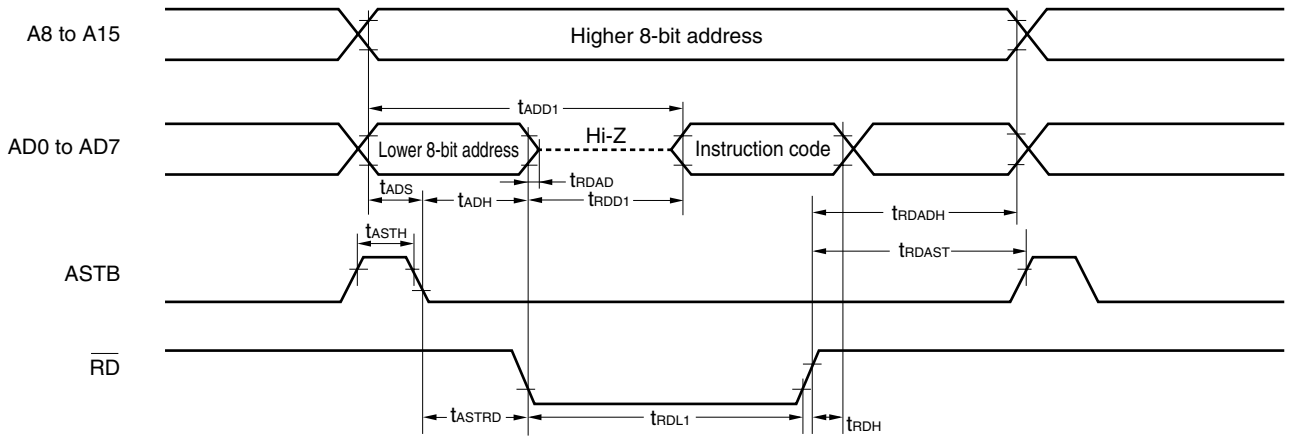 A8 to A15
Higher 8-bit address
tADD1
AD0 to AD7
Lower 8-bit address
Hi-Z
Instruction code
tADS
tADH
tRDAD
tRDD1
tRDADH
tASTH
tRDAST
ASTB
RD
tASTRD
tRDL1
tRDH